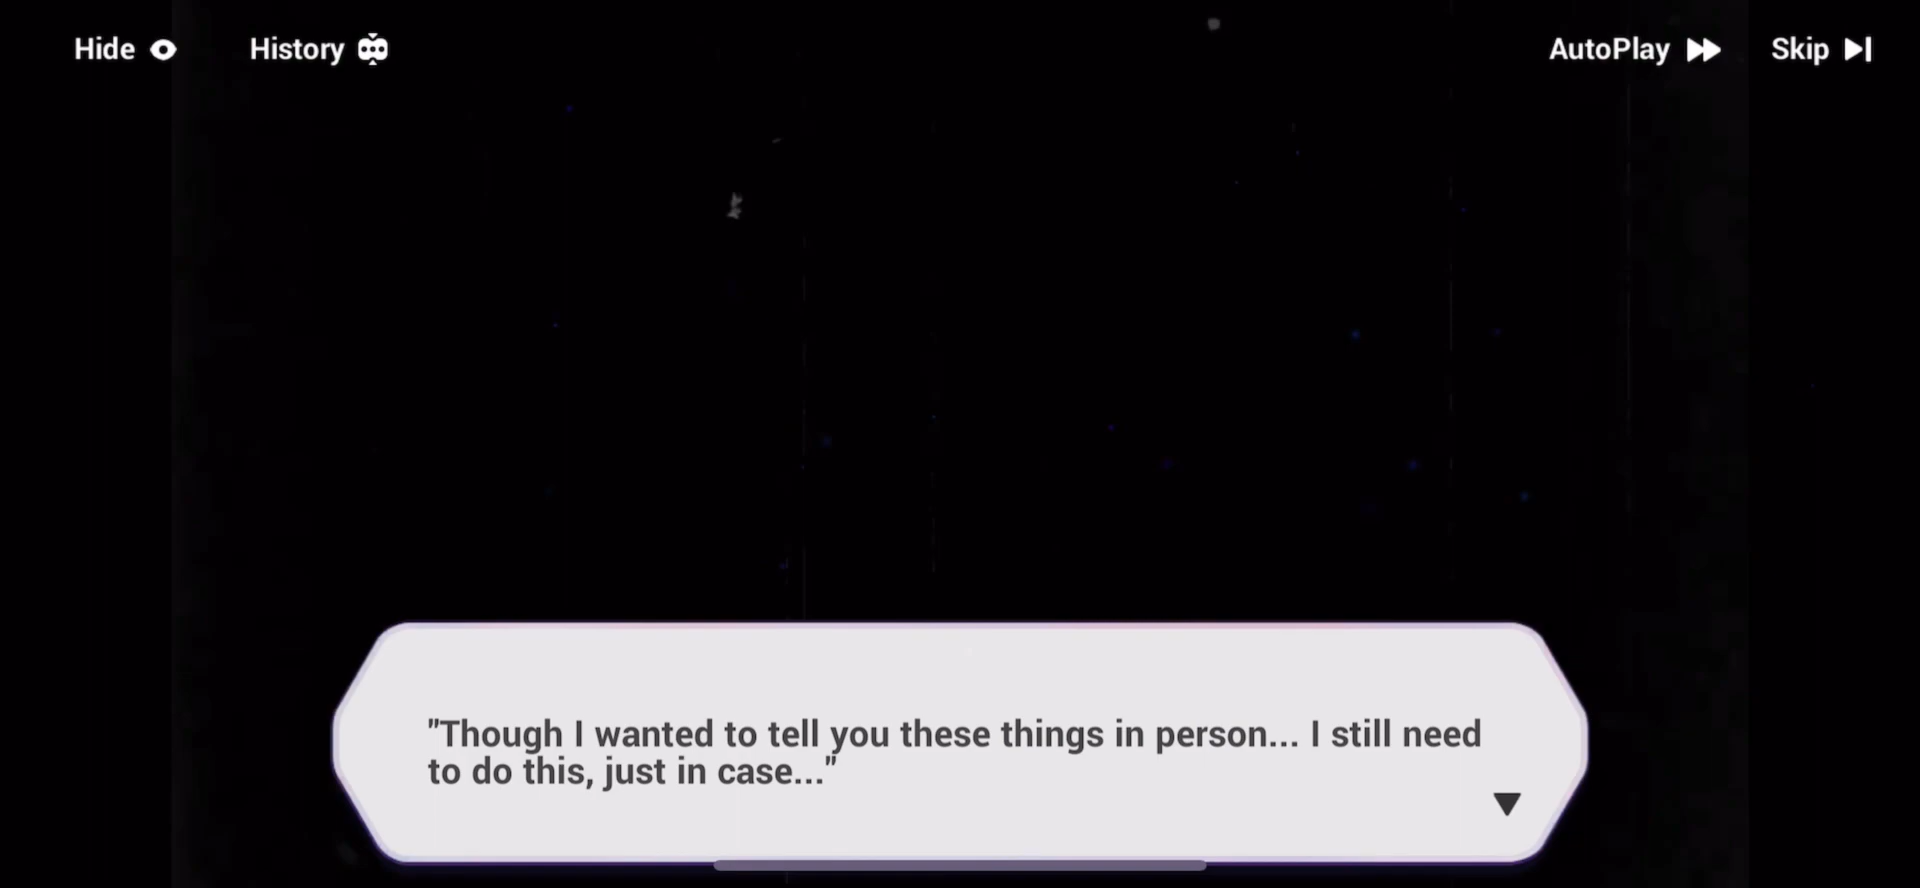 Hide
History
AutoPlay
Skip
"Though I wanted to tell you these things in person... I still need
to do this, just in case..."